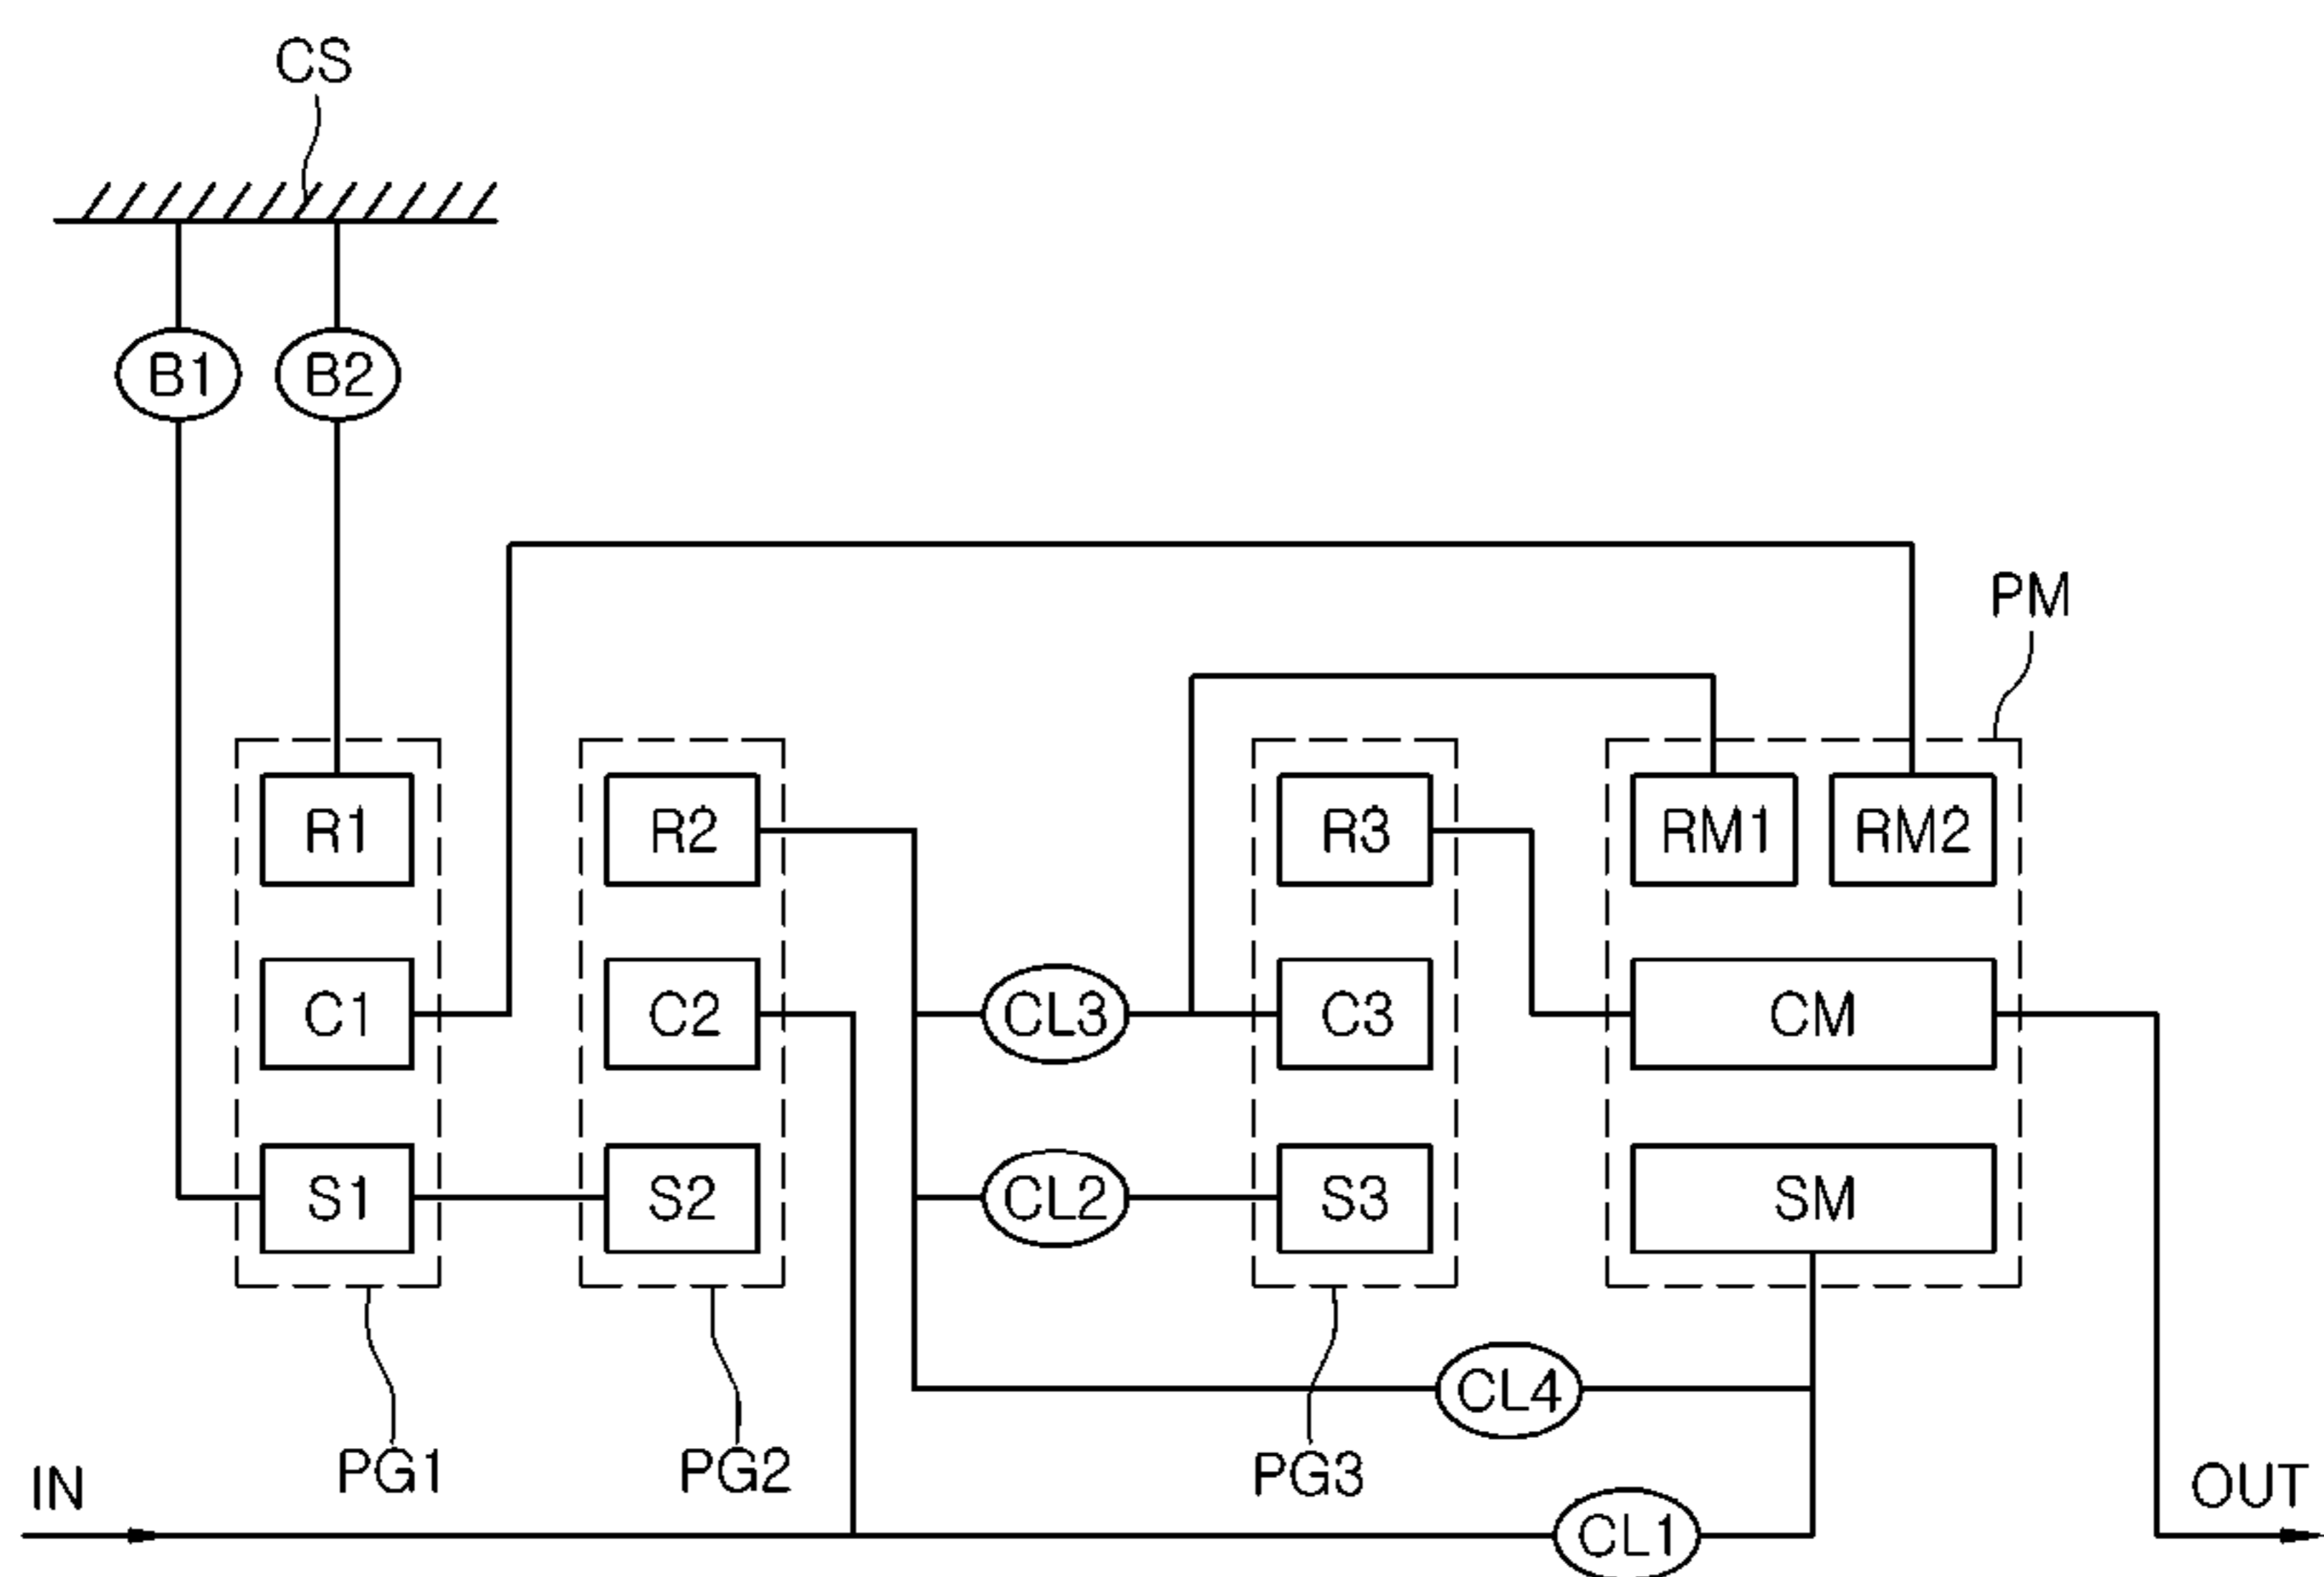 CS
B1 B2
PM
R1 R2 R3 RM1 RM2
C1 C2 CL3 C3 CM
S1 S2 CL2 S3 SM
CL4
PG1 PG2 PG3
IN OUT
CL1